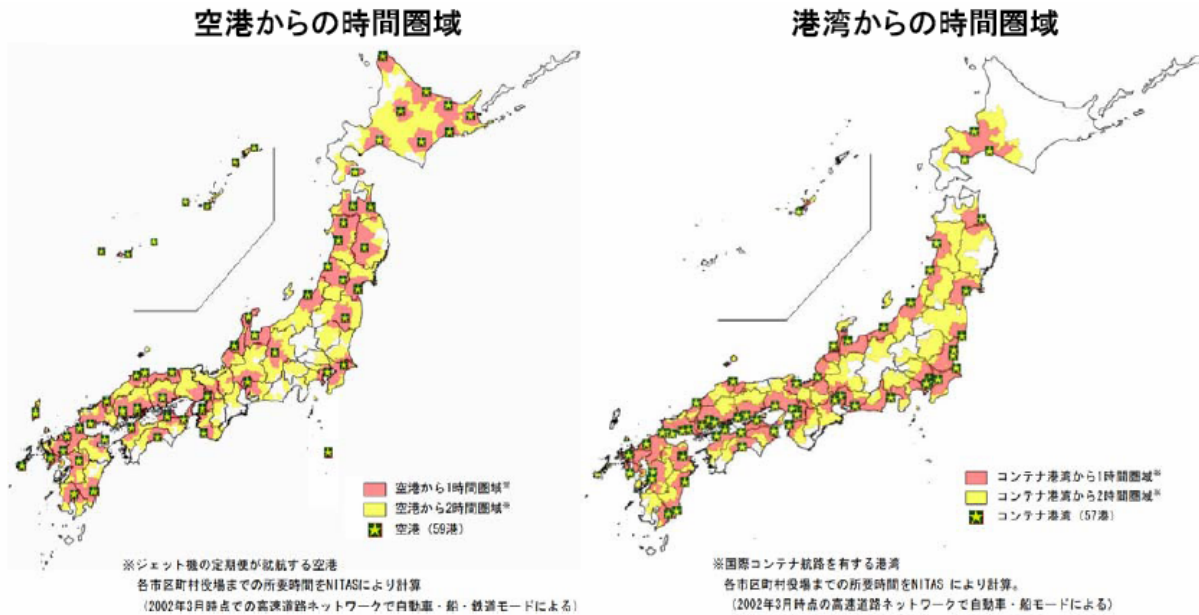 空港からの時間圏域
空港から1時間圏域※
空港から2時間圏域※
空港（59港）
※ジェット機の定期便が就航する空港
各市区町村役場までの所要時間をNITASにより計算
（2002年3月時点での高速道路ネットワークで自動車・船・鉄道モードによる）
港湾からの時間圏域
コンテナ港湾から1時間圏域※
コンテナ港湾から2時間圏域※
コンテナ港湾（57港）
※国際コンテナ航路を有する港湾
各市区町村役場までの所要時間をNITAS により計算。
（2002年3月時点の高速道路ネットワークで自動車・船モードによる）